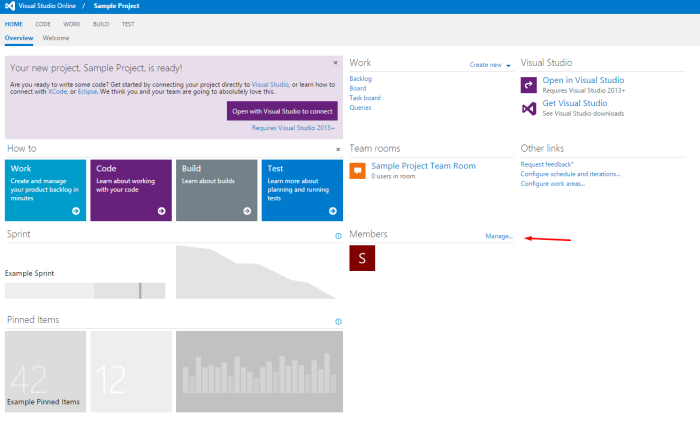 Visual Studio Online / Sample Project
HOME CODE WORK BUILD TEST
Overview Welcome
Your new project, Sample Project, is ready!
Are you ready to write some code? Get started by connecting your project directly to Visual Studio, or learn how to
connect with XCode, or Eclipse. We think you and your team are going to absolutely love this.
Open with Visual Studio to connect
Requires Visual Studio 2013+
Work
Create new
Backlog
Board
Task board
Queries
Visual Studio
Open in Visual Studio
Requires Visual Studio 2013+
Get Visual Studio
See Visual Studio downloads
How to
Work
Create and manage
your product backlog in
minutes
Code
Learn about working
with your code
Build
Learn about builds
Test
Learn more about
planning and running
tests
Team rooms
Sample Project Team Room
0 users in room
Other links
Request feedback*
Configure schedule and iterations...
Configure work areas...
Sprint
Example Sprint
Members
Manage...
S
Pinned Items
42
12
Example Pinned Items